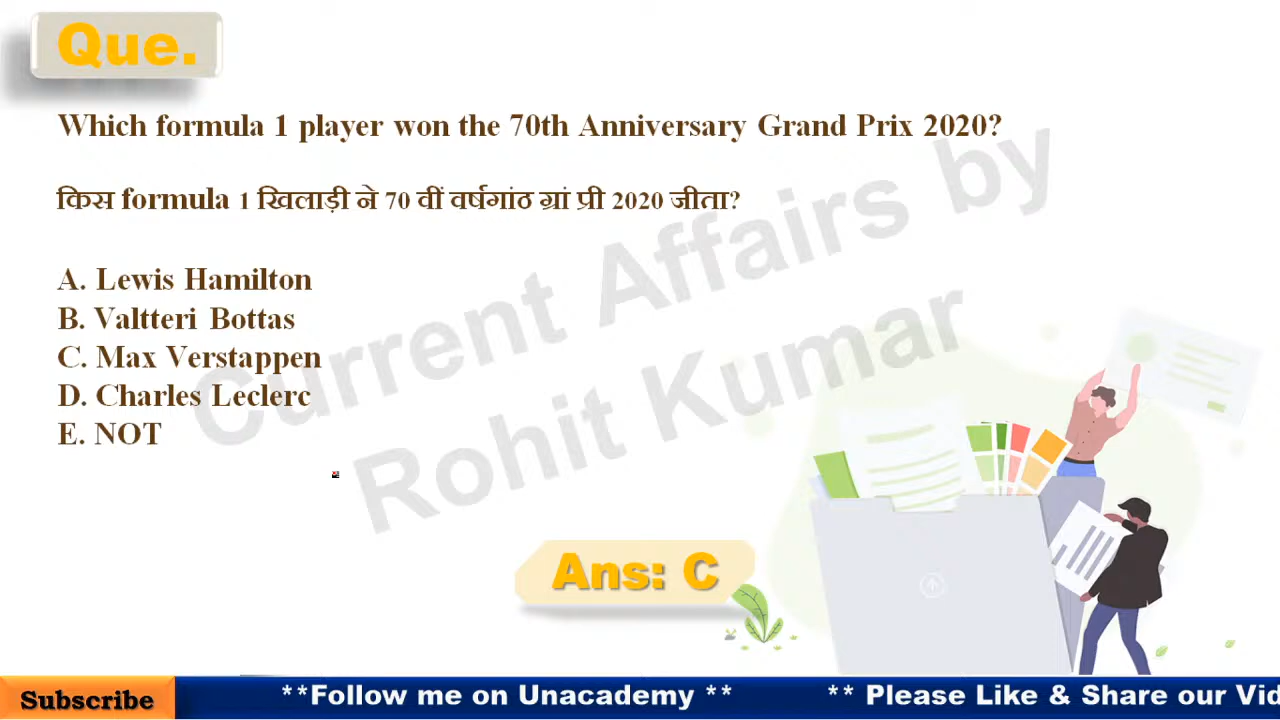 Que.
Which formula 1 player won the 70th Anniversary Grand Prix 2020?
किस formula 1 खिलाड़ी ने 70 वीं वर्षगांठ ग्रां प्री 2020 जीता?
A. Lewis Hamilton
B. Valtteri Bottas
C. Max Verstappen
D. Charles Leclerc
E. NOT
Current Affairs by
Rohit Kumar
Ans: C
Subscribe
**Follow me on Unacademy ** ** Please Like & Share our Vid